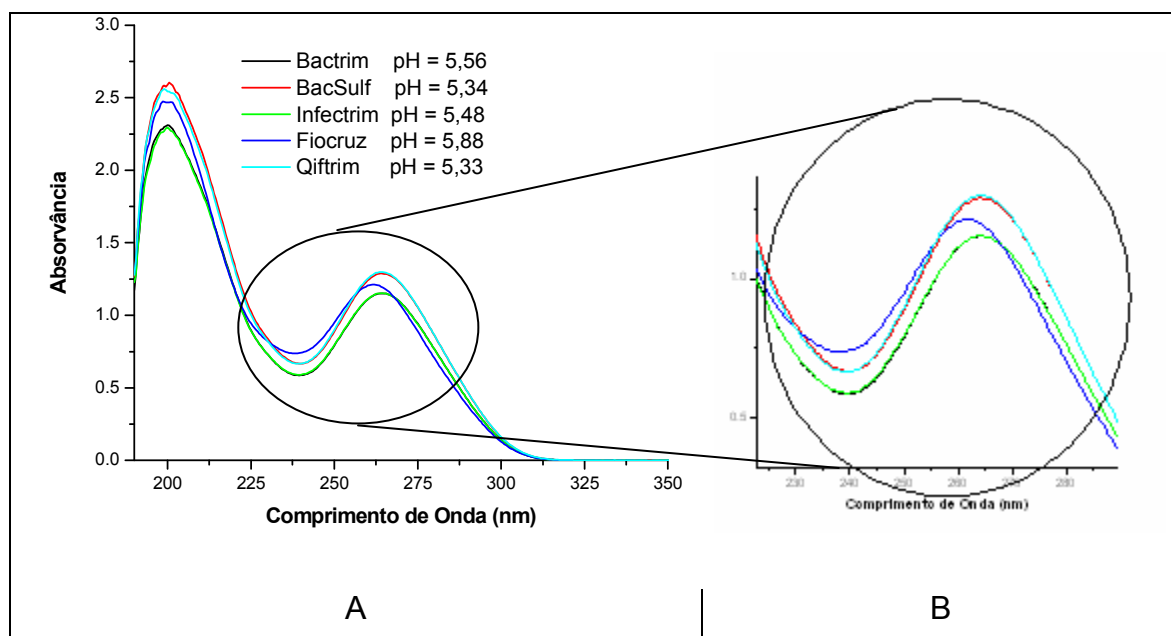 3.0
2.5
2.0
1.5
1.0
0.5
0.0
Absorvância
Bactrim pH = 5,56
BacSulf pH = 5,34
Infectrim pH = 5,48
Fiocruz pH = 5,88
Qiftrim pH = 5,33
200 225 250 275 300 325 350
Comprimento de Onda (nm)
1.0
0.5
230 240 250 260 270 280
Comprimento de Onda (nm)
A B